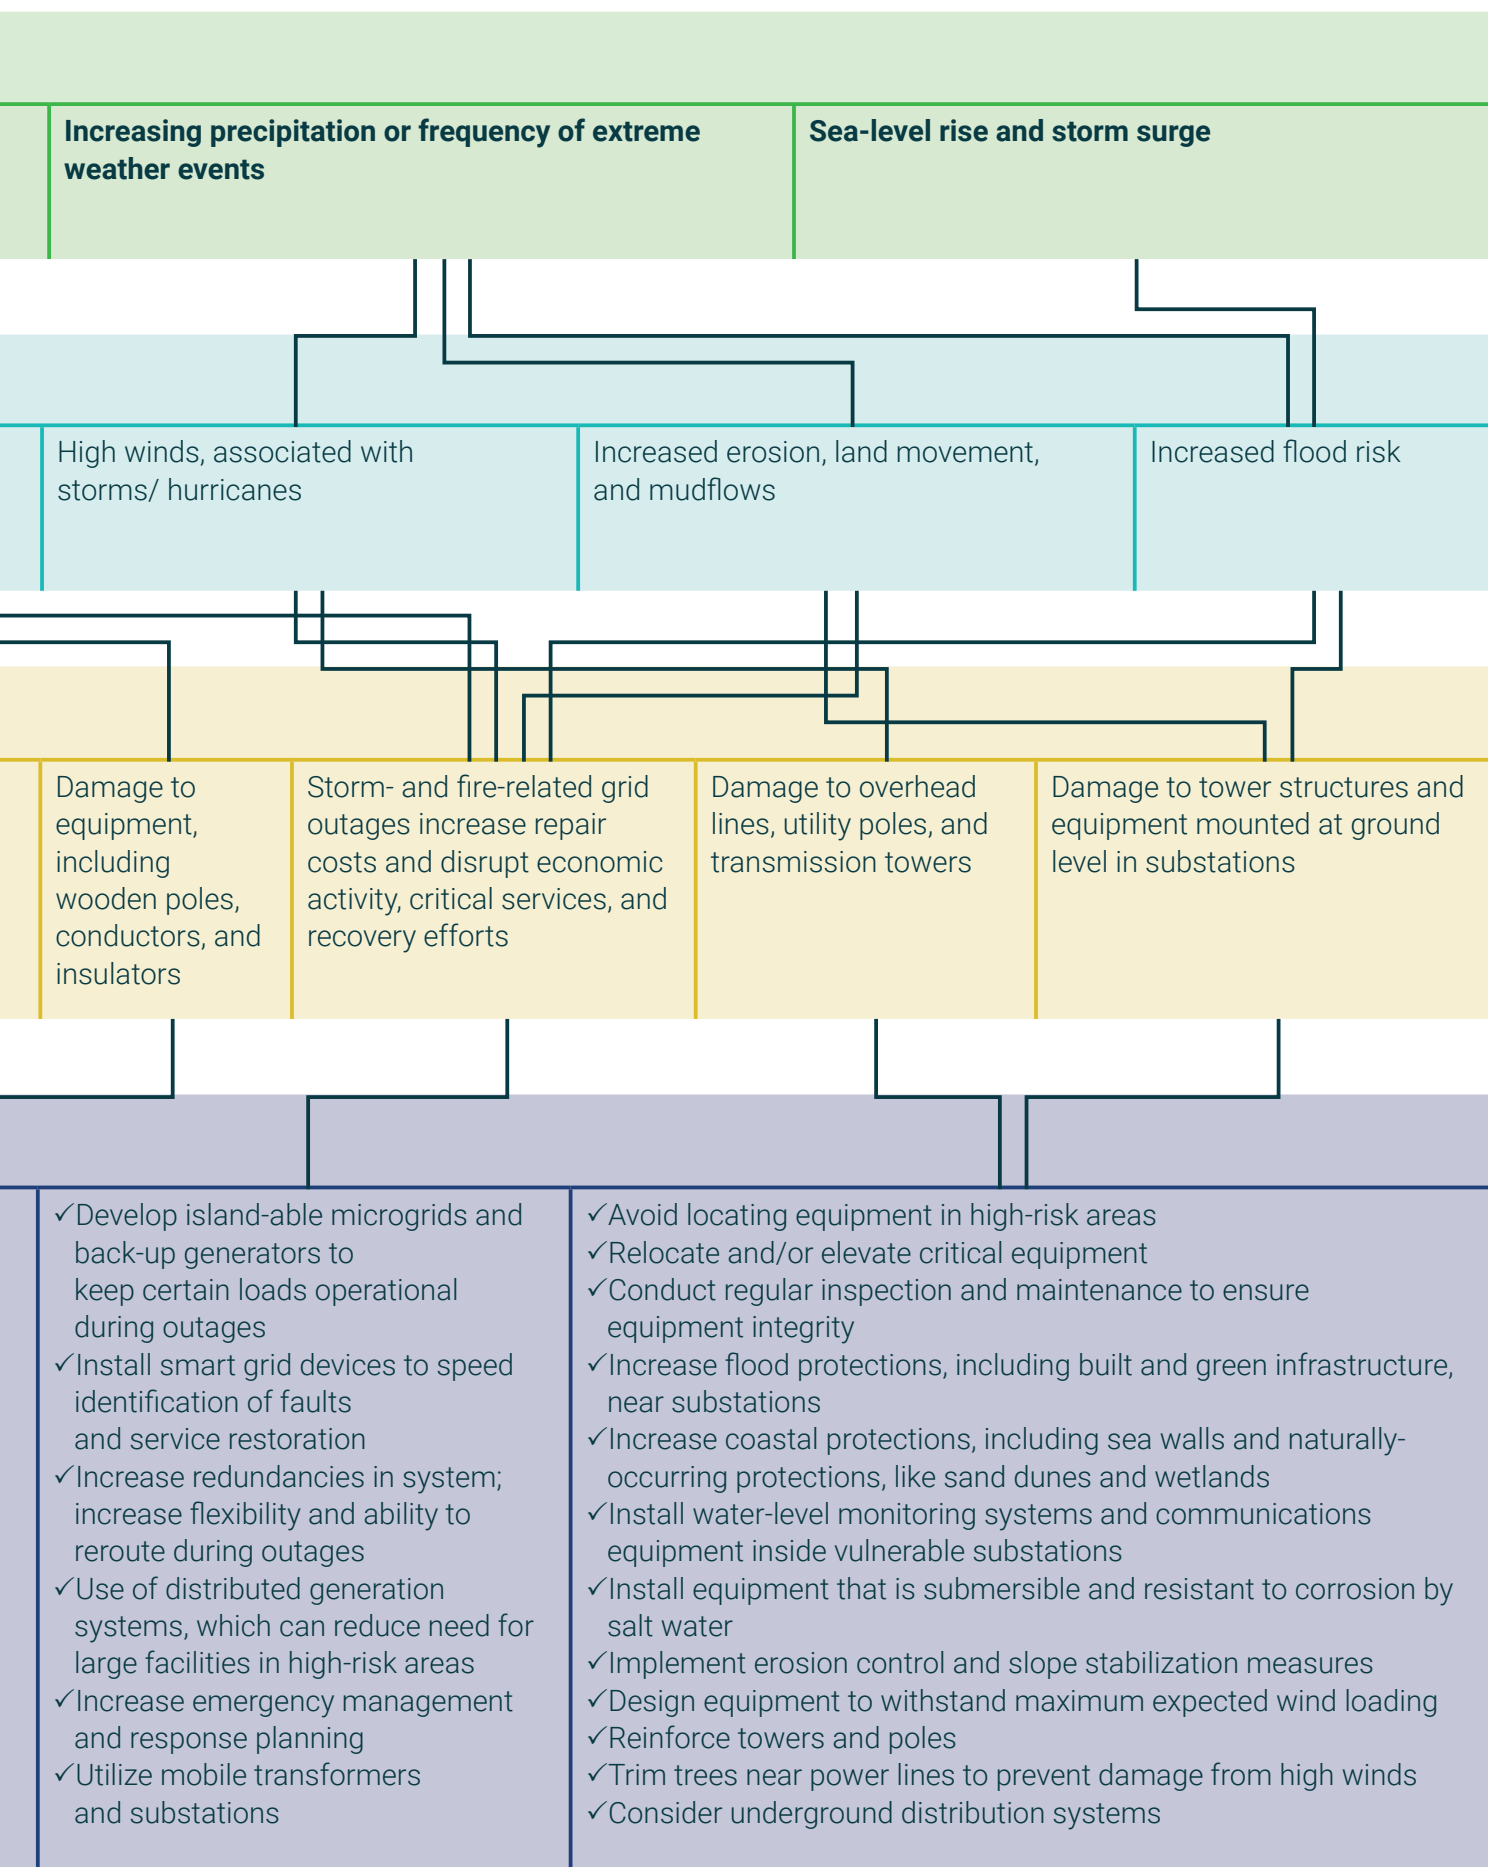 Increasing precipitation or frequency of extreme
weather events
Sea-level rise and storm surge
High winds, associated with
storms/ hurricanes
Increased erosion, land movement,
and mudflows
Increased flood risk
Damage to
equipment,
including
wooden poles,
conductors, and
insulators
Storm- and fire-related grid
outages increase repair
costs and disrupt economic
activity, critical services, and
recovery efforts
Damage to overhead
lines, utility poles, and
transmission towers
Damage to tower structures and
equipment mounted at ground
level in substations
✓Develop island-able microgrids and
back-up generators to
keep certain loads operational
during outages
✓Install smart grid devices to speed
identification of faults
and service restoration
✓Increase redundancies in system;
increase flexibility and ability to
reroute during outages
✓Use of distributed generation
systems, which can reduce need for
large facilities in high-risk areas
✓Increase emergency management
and response planning
✓Utilize mobile transformers
and substations
✓Avoid locating equipment in high-risk areas
✓Relocate and/or elevate critical equipment
✓Conduct regular inspection and maintenance to ensure
equipment integrity
✓Increase flood protections, including built and green infrastructure,
near substations
✓Increase coastal protections, including sea walls and naturally-
occurring protections, like sand dunes and wetlands
✓Install water-level monitoring systems and communications
equipment inside vulnerable substations
✓Install equipment that is submersible and resistant to corrosion by
salt water
✓Implement erosion control and slope stabilization measures
✓Design equipment to withstand maximum expected wind loading
✓Reinforce towers and poles
✓Trim trees near power lines to prevent damage from high winds
✓Consider underground distribution systems